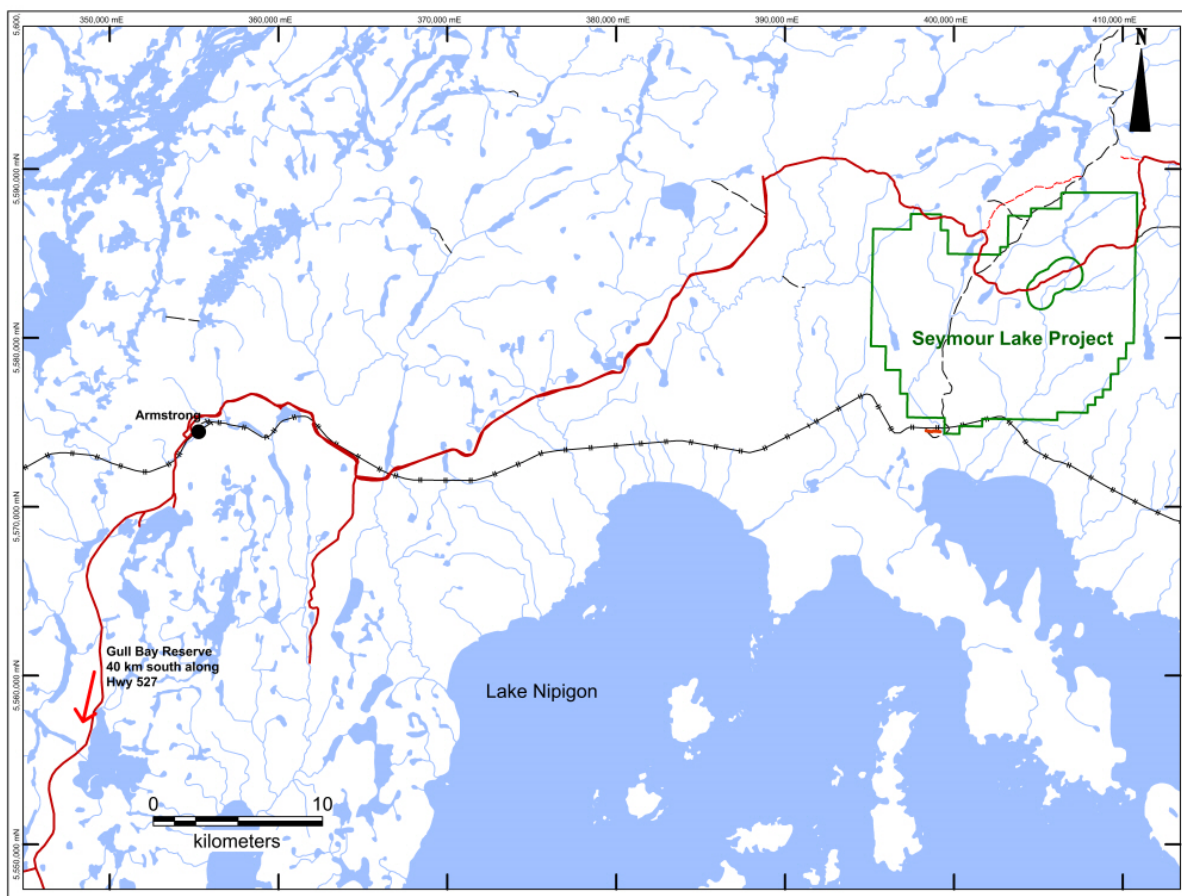 5,600,
350,000 mE
360,000 mE
370,000 mE
380,000 mE
390,000 mE
400,000 mE
410,000 mE
N
5,590,000 mN
5,580,000 mN
Seymour Lake Project
Armstrong
5,570,000 mN
Gull Bay Reserve
40 km south along
Hwy 527
5,560,000 mN
Lake Nipigon
0
10
kilometers
5,550,000 mN